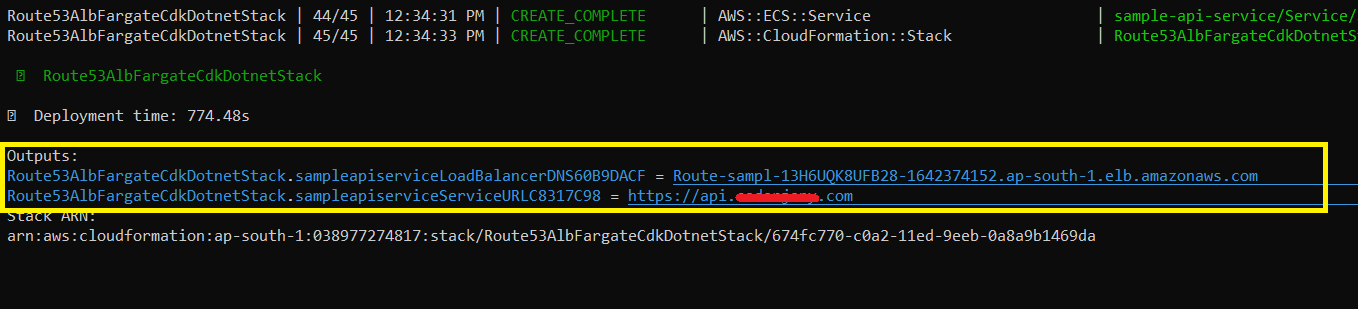 Route53AlbFargateCdkDotnetStack | 44/45 | 12:34:31 PM | CREATE_COMPLETE | AWS::ECS::Service | sample-api-service/Service/
Route53AlbFargateCdkDotnetStack | 45/45 | 12:34:33 PM | CREATE_COMPLETE | AWS::CloudFormation::Stack | Route53AlbFargateCdkDotnetS
Route53AlbFargateCdkDotnetStack
Deployment time: 774.48s
Outputs:
Route53AlbFargateCdkDotnetStack.sampleapiserviceLoadBalancerDNS60B9DACF = Route-sampl-13H6UQK8UFB28-1642374152.ap-south-1.elb.amazonaws.com
Route53AlbFargateCdkDotnetStack.sampleapiserviceServiceURLC8317C98 = https://api. .com
Stack ARN:
arn:aws:cloudformation:ap-south-1:038977274817:stack/Route53AlbFargateCdkDotnetStack/674fc770-c0a2-11ed-9eeb-0a8a9b1469da